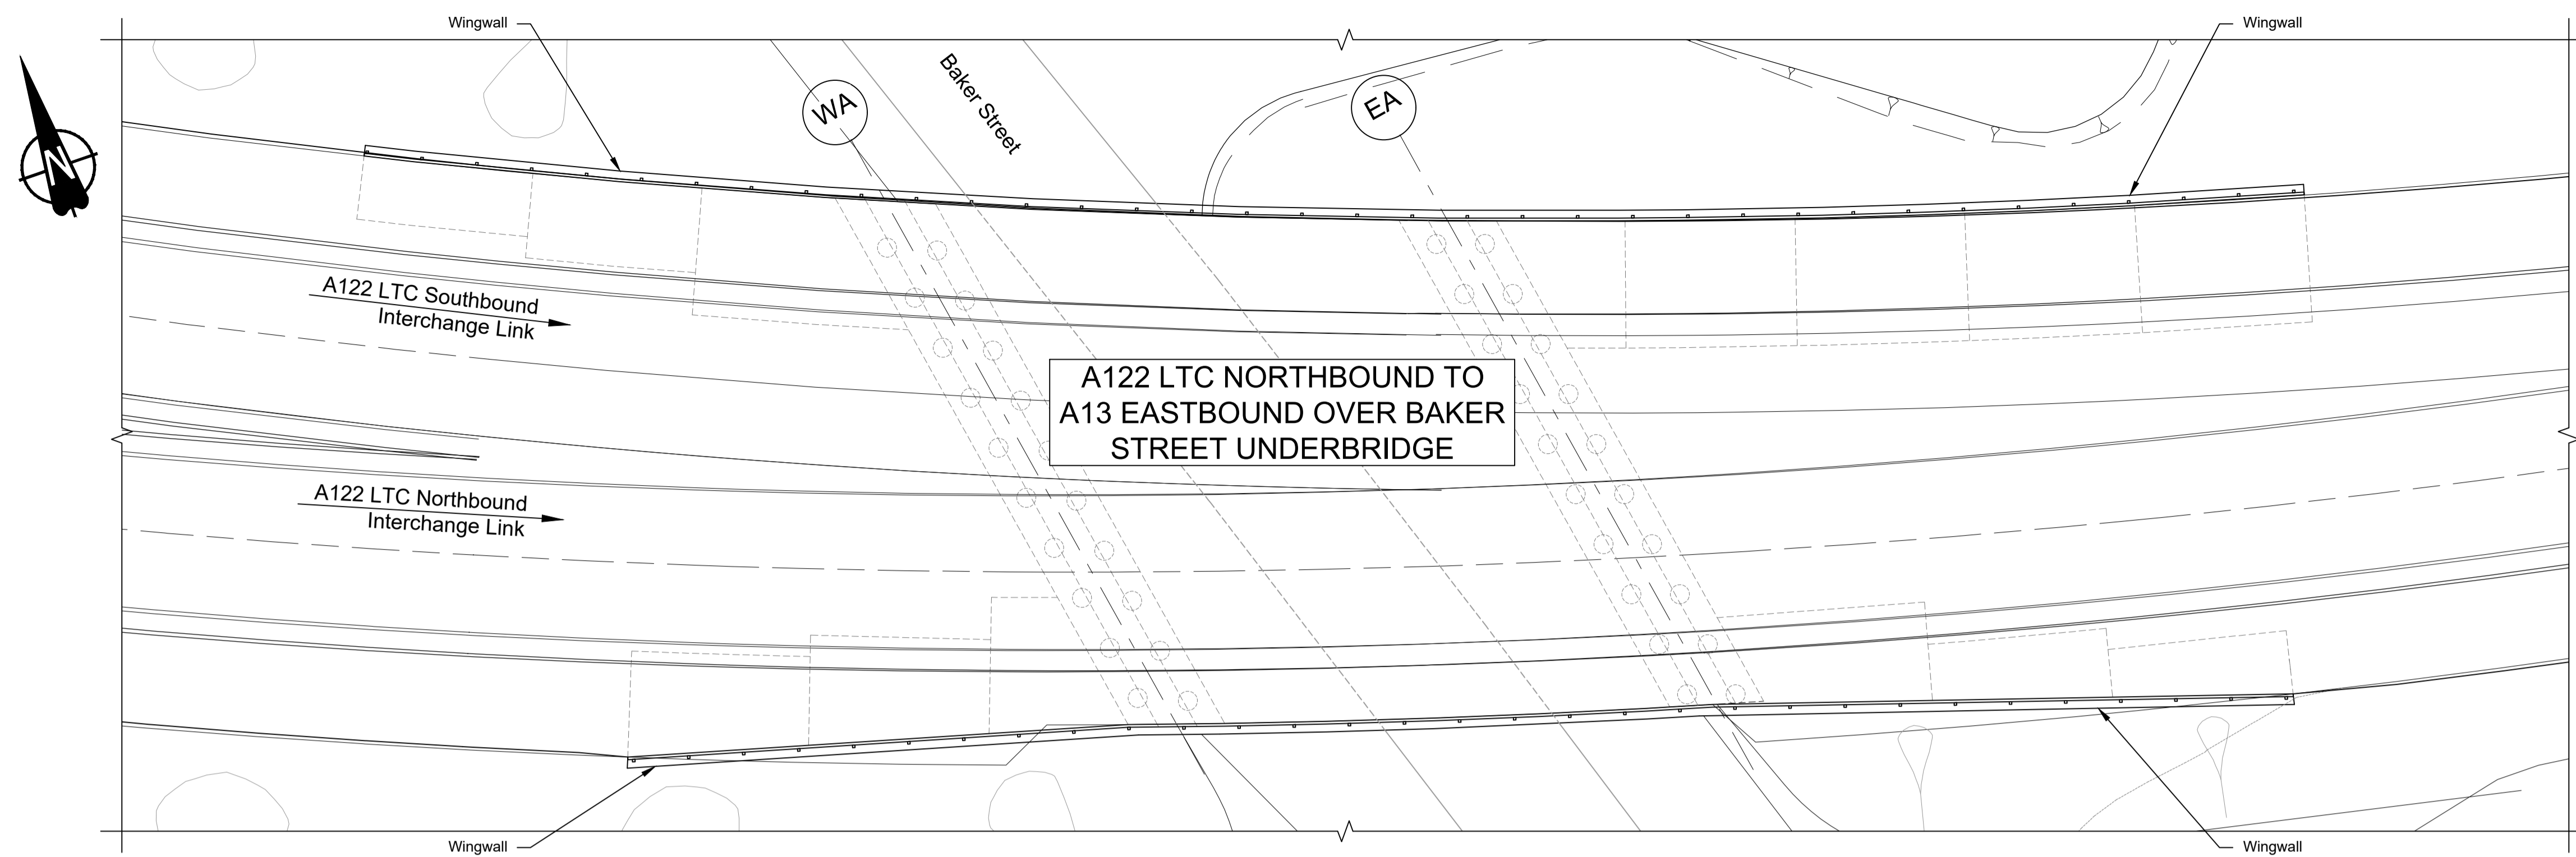 Wingwall
Wingwall
N
WA
Baker Street
EA
A122 LTC Southbound
Interchange Link
A122 LTC NORTHBOUND TO
A13 EASTBOUND OVER BAKER
STREET UNDERBRIDGE
A122 LTC Northbound
Interchange Link
Wingwall
Wingwall